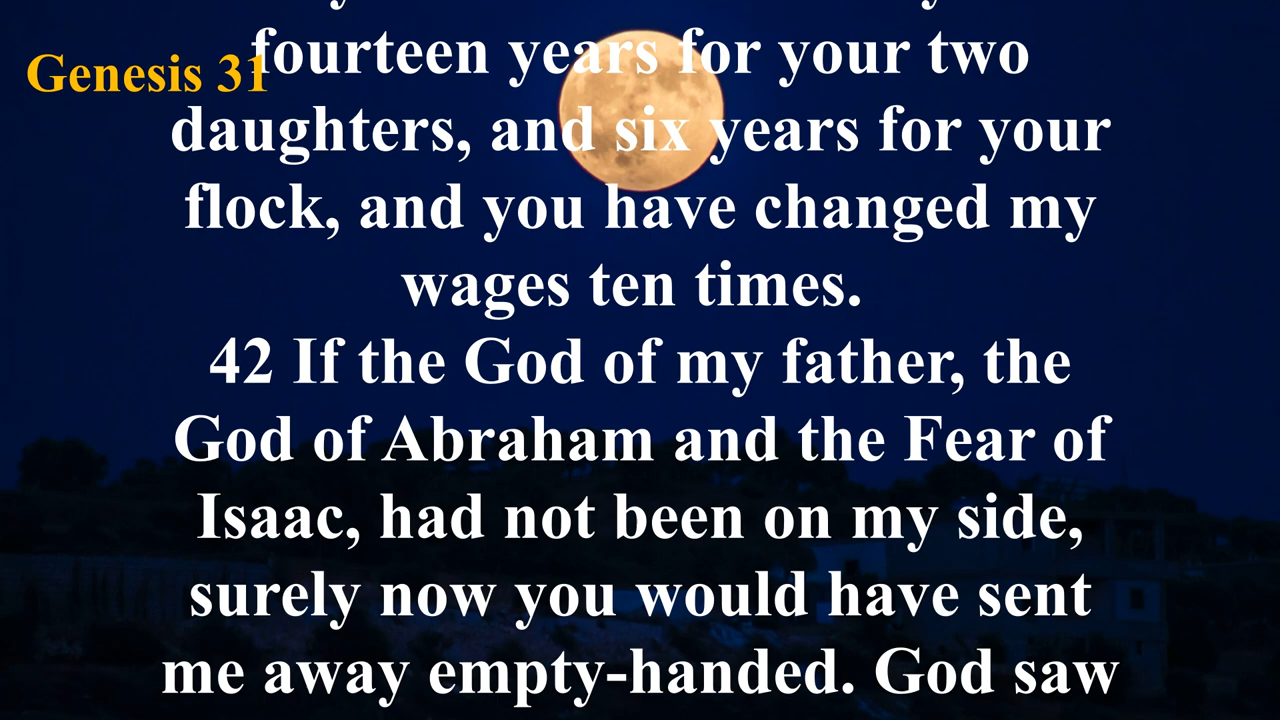 Genesis 31
fourteen years for your two
daughters, and six years for your
flock, and you have changed my
wages ten times.
42 If the God of my father, the
God of Abraham and the Fear of
Isaac, had not been on my side,
surely now you would have sent
me away empty-handed. God saw